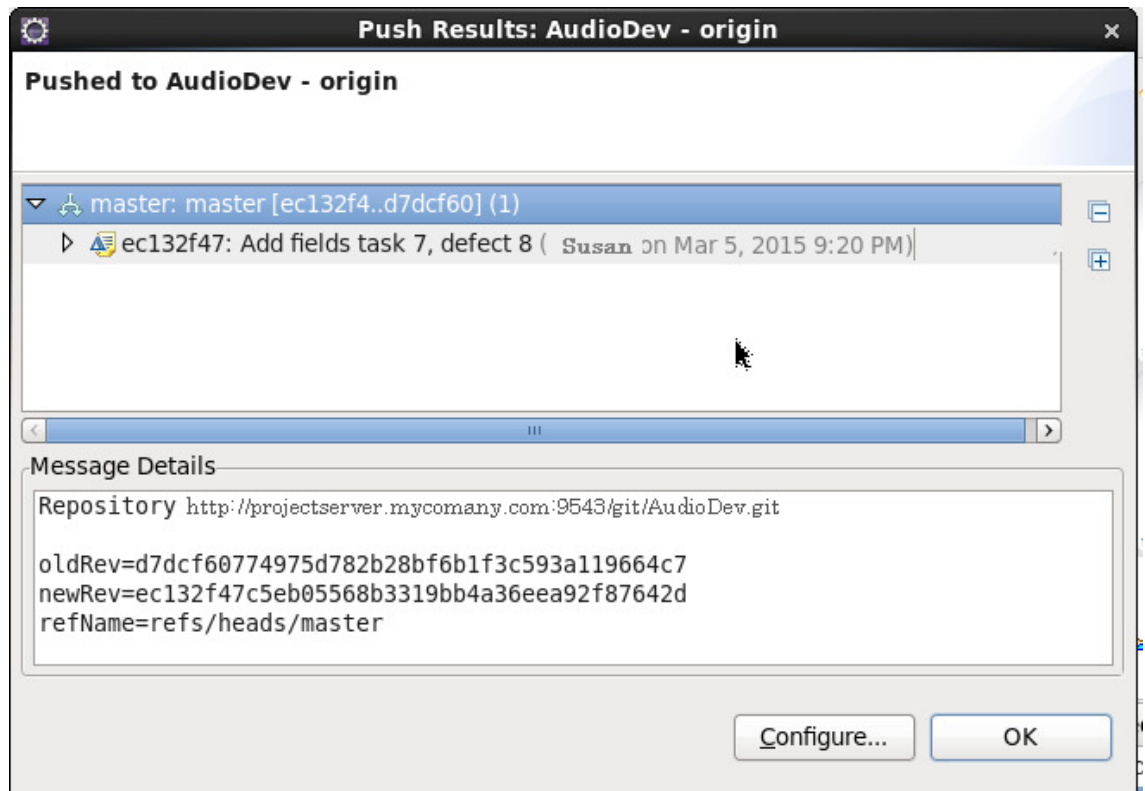 Push Results: AudioDev - origin
Pushed to AudioDev - origin
master: master [ec132f4..d7dcf60] (1)
ec132f47: Add fields task 7, defect 8 ( Susan on Mar 5, 2015 9:20 PM)
Message Details
Repository http://projectserver.mycomany.com:9543/git/AudioDev.git
oldRev=d7dcf60774975d782b28bf6b1f3c593a119664c7
newRev=ec132f47c5eb05568b3319bb4a36eea92f87642d
refName=refs/heads/master
Configure... OK